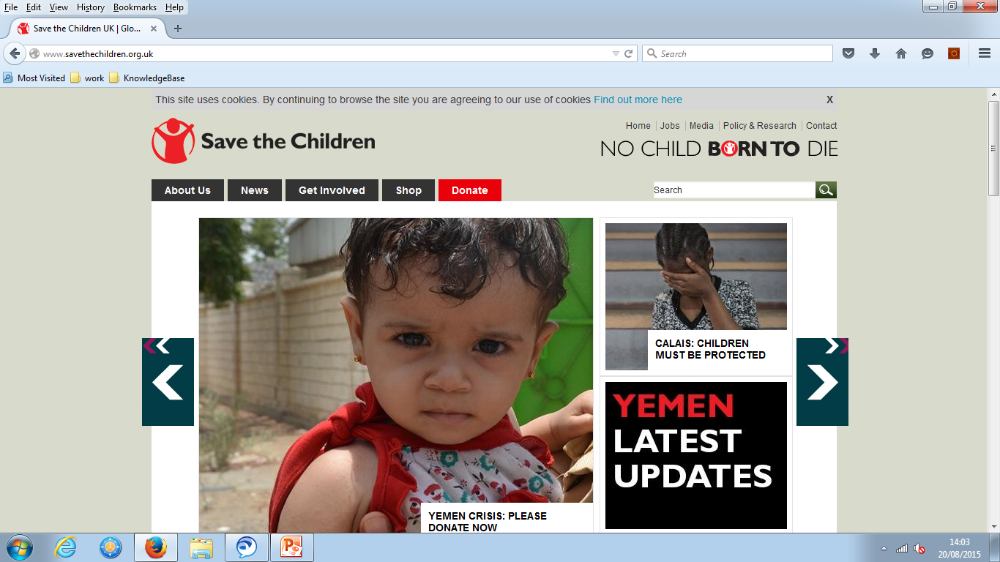 File Edit View History Bookmarks Help
Save the Children UK | Glo...
www.savethechildren.org.uk
Search
Most Visited work KnowledgeBase
This site uses cookies. By continuing to browse the site you are agreeing to our use of cookies Find out more here X
Home Jobs Media Policy & Research Contact
Save the Children
NO CHILD BORN TO DIE
About Us News Get Involved Shop Donate
Search
CALAIS: CHILDREN
MUST BE PROTECTED
YEMEN
LATEST
UPDATES
YEMEN CRISIS: PLEASE
DONATE NOW
14:03
20/08/2015